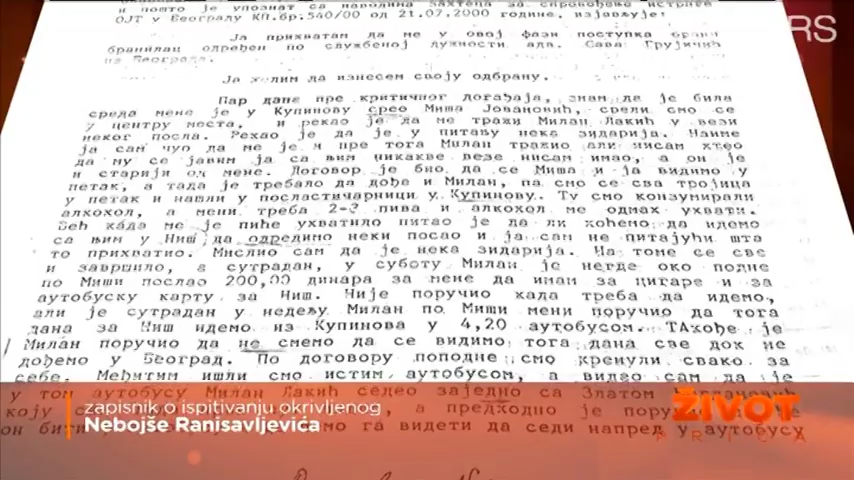 и пошто је упознат са наводима захтева за спровођење истраге
ОЈТ у Београду КП.бр.540/00 од 21.07.2000 године, изјављује:
RS
Ја прихватам да ме у овој фази поступка брани
бранилац одређен по службеној дужности адв. Сава Грујичић
из Београда.
Ја желим да изнесем своју одбрану.
Пар дане пре критичног догађаја, знам да је била
среда мене је у Купинову срео Миша Јовановић, срели смо се
у центру места, и рекао је да ме тражи Милан Лакић у вези
неког посла. Рекао је да је у питању нека зидарија. Наиме
ја сам чуо да ме је и пре тога Милан тражио али нисам хтео
да му се јавим ја са њим никакве везе нисам имао, а он је
и старији од мене. Договор је био да се Миша и ја видимо у
петак, а тада је требало да дође и Милан, па смо се сва тројица
у петак и нашли у посластичарници у Купинову. Ту смо конзумирали
алкохол, а мени треба 2-3 пива и алкохол ме одмах ухвати.
Већ када ме је пиће ухватило питао је да ли хоћемо да идемо
са њим у Ниш да одредимо неки посао и ја сам не питајући шта
то прихватио. Мислио сам да је нека зидарија. На томе се све
и завршило, а сутрадан, у суботу Милан је негде око подне
по Миши послао 200,00 динара за мене да имам за цигаре и за
аутобуску карту за Ниш. Није поручио када треба да идемо,
али је сутрадан у недељу Милан по Миши мени поручио да тога
дана за Ниш идемо из Купинова у 4,20 аутобусом. ТАкође је
Милан поручио да не смемо да се видимо тога дана све док не
дођемо у Београд. По договору поподне смо кренули свако за
себе. Међитим ишли смо истим аутобусом, а видео сам да је
у том аутобусу Милан Лакић седео заједно са Златом
коју а предходно је
он га видети да седи напред у аутобусу
zapisnik o ispitivanju okrivljenog
Nebojše Ranisavljevića
ŽIVOT
PRIČA